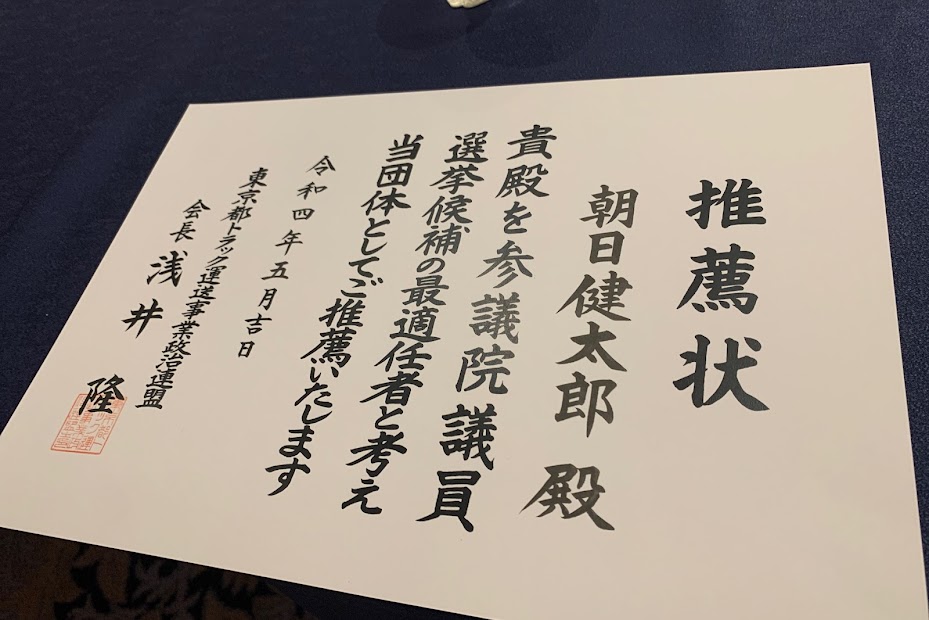 推薦状
朝日健太郎 殿
貴殿を参議院議員
選挙候補の最適任者と考え
当団体としてご推薦いたします
令和四年五月吉日
東京都トラック運送事業政治連盟
会長 浅井 隆